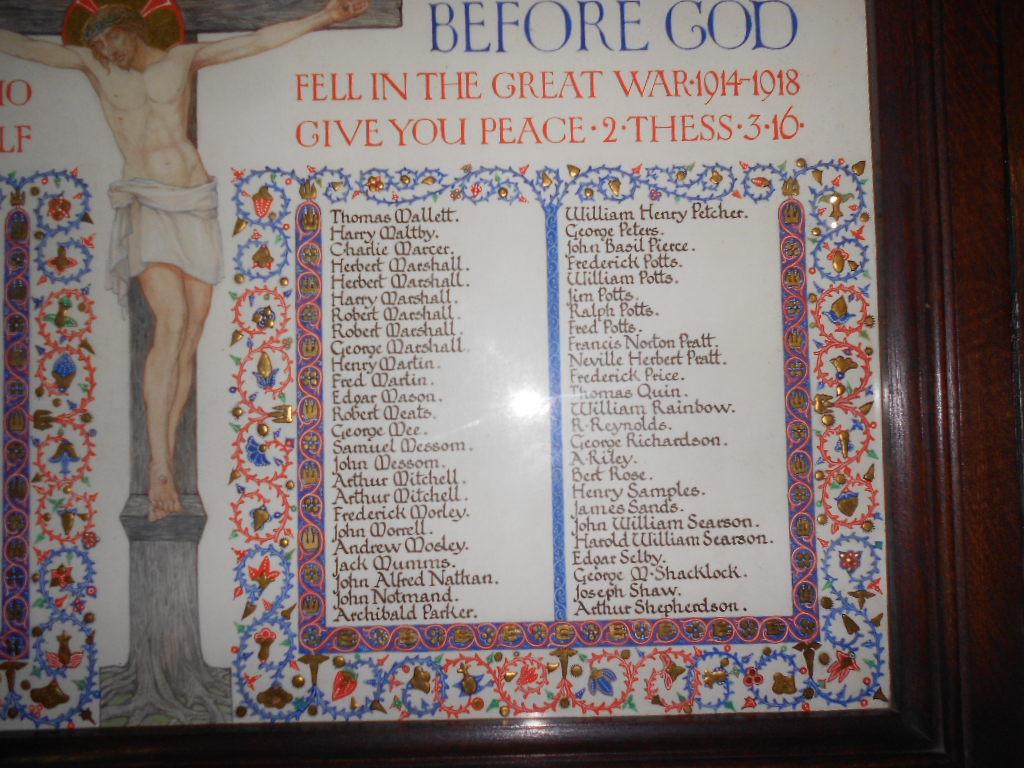 BEFORE GOD
HO
FELL IN THE GREAT WAR·1914-1918
LF
GIVE YOU PEACE·2·THESS·3·16·
Thomas Mallett.
Harry Maltby.
Charlie Marcer.
Herbert Marshall.
Herbert Marshall.
Harry Marshall.
Robert Marshall.
Robert Marshall.
George Marshall.
Henry Martin.
Fred Martin.
Edgar Mason.
Robert Meats.
George Mee.
Samuel Messom.
John Messom.
Arthur Mitchell.
Arthur Mitchell.
Frederick Morley.
John Morrell.
Andrew Mosley.
Jack Mumms.
John Alfred Nathan.
John Notmand.
Archibald Parker.
William Henry Petcher.
George Peters.
John Basil Pierce.
Frederick Potts.
William Potts.
Jim Potts.
Ralph Potts.
Fred Potts.
Francis Norton Pratt.
Neville Herbert Pratt.
Frederick Price.
Thomas Quin.
William Rainbow.
R·Reynolds.
George Richardson.
A·Riley.
Bert Rose.
Henry Samples.
James Sands.
John William Searson.
Harold William Searson.
Edgar Selby.
George M·Shacklock.
Joseph Shaw.
Arthur Shepherdson.